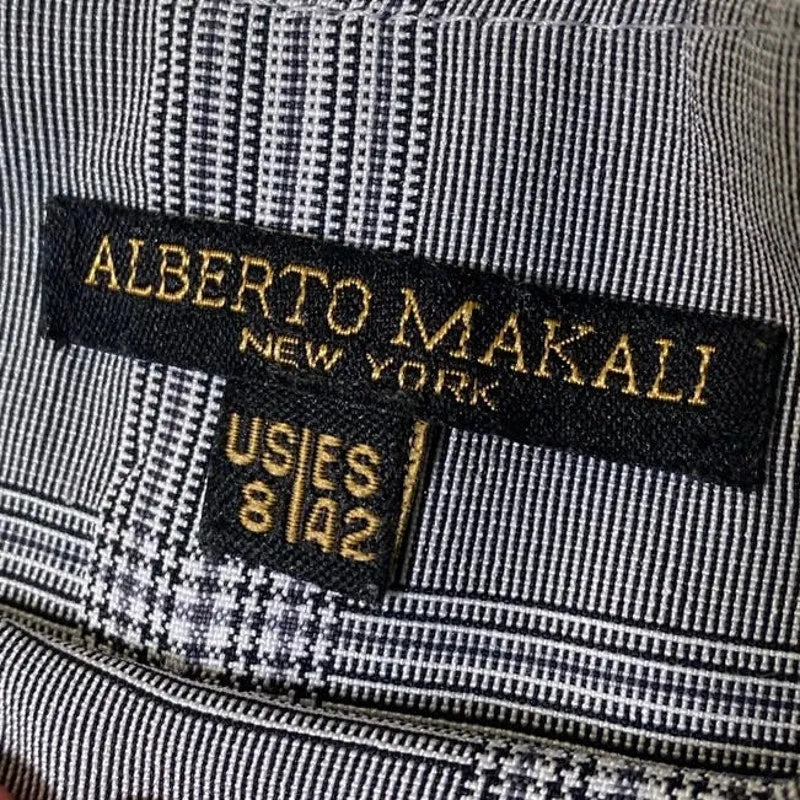 ALBERTO MAKALI
NEW YORK
US|ES
8|42